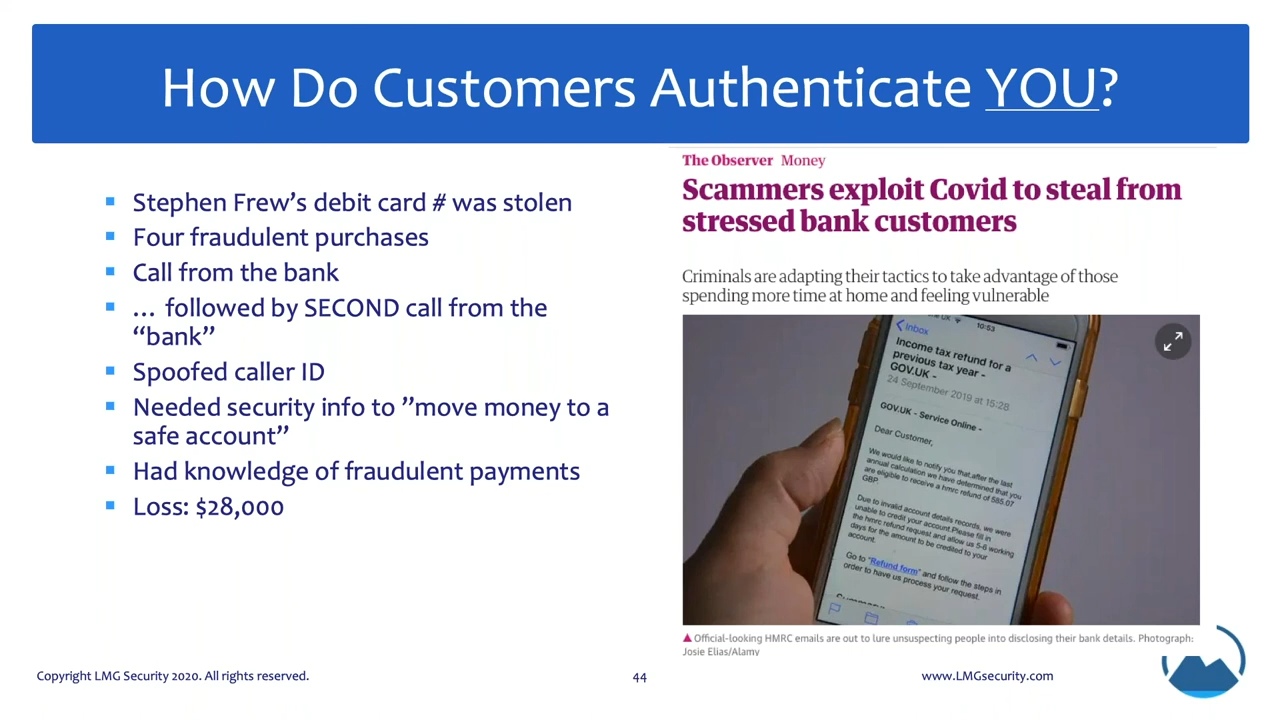 How Do Customers Authenticate YOU?
Stephen Frew’s debit card # was stolen
Four fraudulent purchases
Call from the bank
… followed by SECOND call from the
“bank”
Spoofed caller ID
Needed security info to ”move money to a
safe account”
Had knowledge of fraudulent payments
Loss: $28,000
The Observer Money
Scammers exploit Covid to steal from
stressed bank customers
Criminals are adapting their tactics to take advantage of those
spending more time at home and feeling vulnerable
10:53
Inbox
Income tax refund for a
previous tax year -
GOV.UK -
24 September 2019 at 15:28
GOV.UK - Service Online -
Dear Customer,
We would like to notify you that,after the last
annual calculation we have determined that you
are eligible to receive a hmrc refund of 585.07
GBP.
Due to invalid account details records, we were
unable to credit your account.Please fill in
the hmrc refund request and allow us 5-6 working
days for the amount to be credited to your
account.
Go to "Refund form" and follow the steps in
order to have us process your request.
Official-looking HMRC emails are out to lure unsuspecting people into disclosing their bank details. Photograph:
Josie Elias/Alamy
Copyright LMG Security 2020. All rights reserved.
44
www.LMGsecurity.com